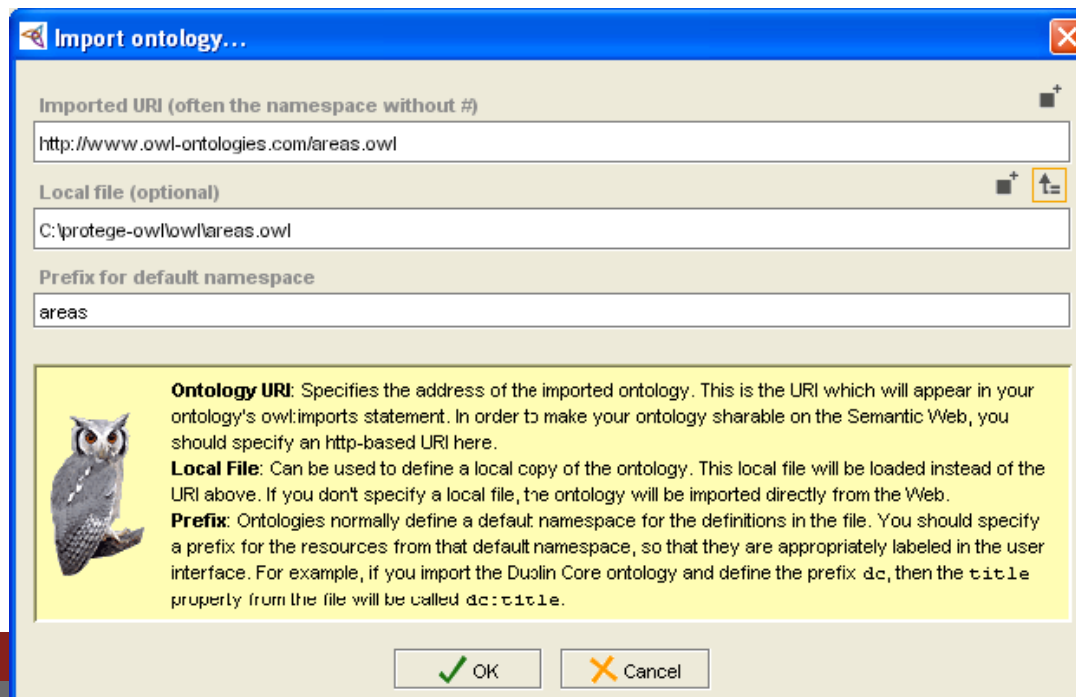 Import ontology...
Imported URI (often the namespace without #)
http://www.owl-ontologies.com/areas.owl
Local file (optional)
C:\protege-owl\owl\areas.owl
Prefix for default namespace
areas
Ontology URI: Specifies the address of the imported ontology. This is the URI which will appear in your
ontology's owl:imports statement. In order to make your ontology sharable on the Semantic Web, you
should specify an http-based URI here.
Local File: Can be used to define a local copy of the ontology. This local file will be loaded instead of the
URI above. If you don't specify a local file, the ontology will be imported directly from the Web.
Prefix: Ontologies normally define a default namespace for the definitions in the file. You should specify
a prefix for the resources from that default namespace, so that they are appropriately labeled in the user
interface. For example, if you import the Dublin Core ontology and define the prefix dc, then the title
property from the file will be called dc:title.
OK
Cancel